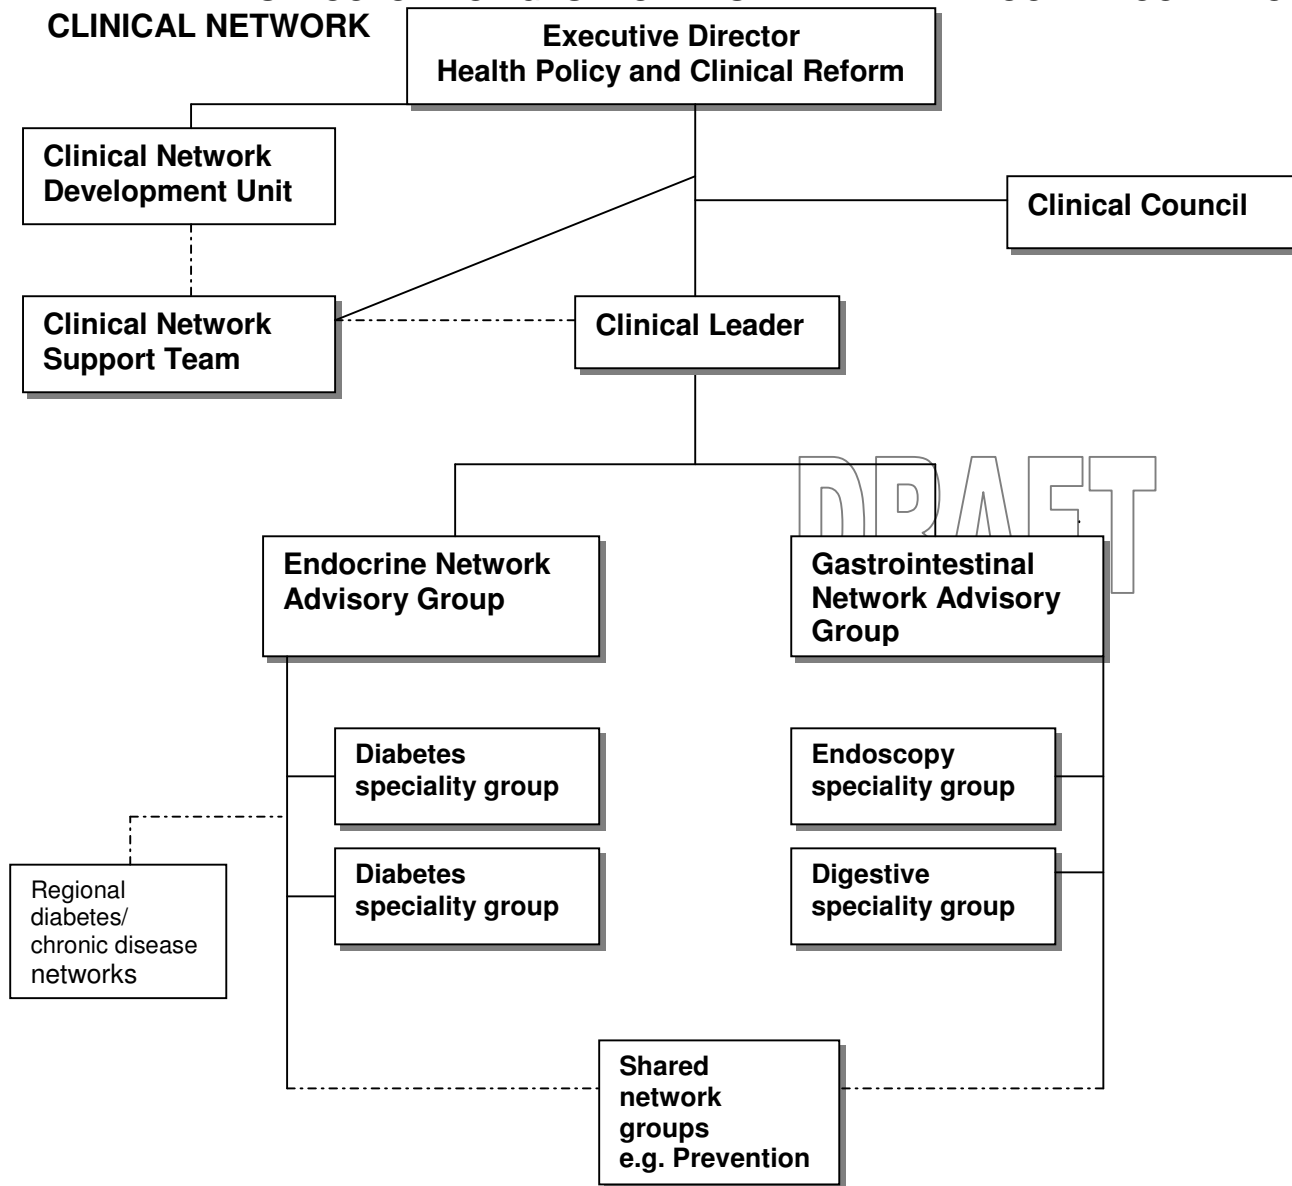 CLINICAL NETWORK
Executive Director
Health Policy and Clinical Reform
Clinical Network
Development Unit
Clinical Council
Clinical Network
Support Team
Clinical Leader
DRAFT
Endocrine Network
Advisory Group
Gastrointestinal
Network Advisory
Group
Diabetes
speciality group
Endoscopy
speciality group
Diabetes
speciality group
Digestive
speciality group
Regional
diabetes/
chronic disease
networks
Shared
network
groups
e.g. Prevention